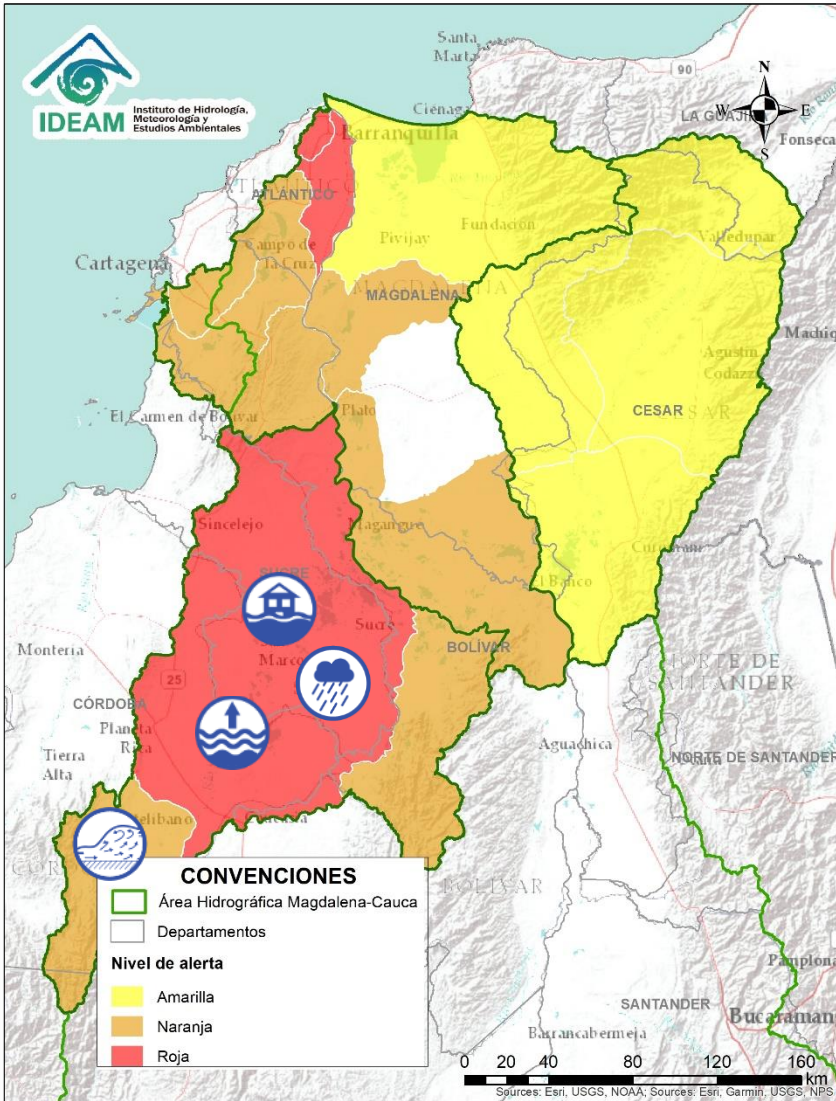 IDEAM
Instituto de Hidrología,
Meteorología y
Estudios Ambientales
Santa
Marta
90
N
W
E
S
Ciénaga
LA GUAJIRA
Fonseca
Barranquilla
ATLÁNTICO
Fundación
Valledupar
Pivijay
Campo de
la Cruz
Cartagena
MAGDALENA
Agustín
Codazzi
CESAR
El Carmen de Bolívar
Plato
Sincelejo
Magangué
SUCRE
El Banco
Sucre
BOLÍVAR
Marcos
Montería
25
NORTE DE
SANTANDER
CÓRDOBA
Planeta
Rica
Tierra
Alta
Aguachica
NORTE DE SANTANDER
BOLÍVAR
CONVENCIONES
Área Hidrográfica Magdalena-Cauca
Departamentos
Nivel de alerta
Amarilla
Naranja
Roja
Pamplona
SANTANDER
Bucaraman
Barrancabermeja
0 20 40 80 120 160
km
Sources: Esri, USGS, NOAA; Sources: Esri, Garmin, USGS, NPS